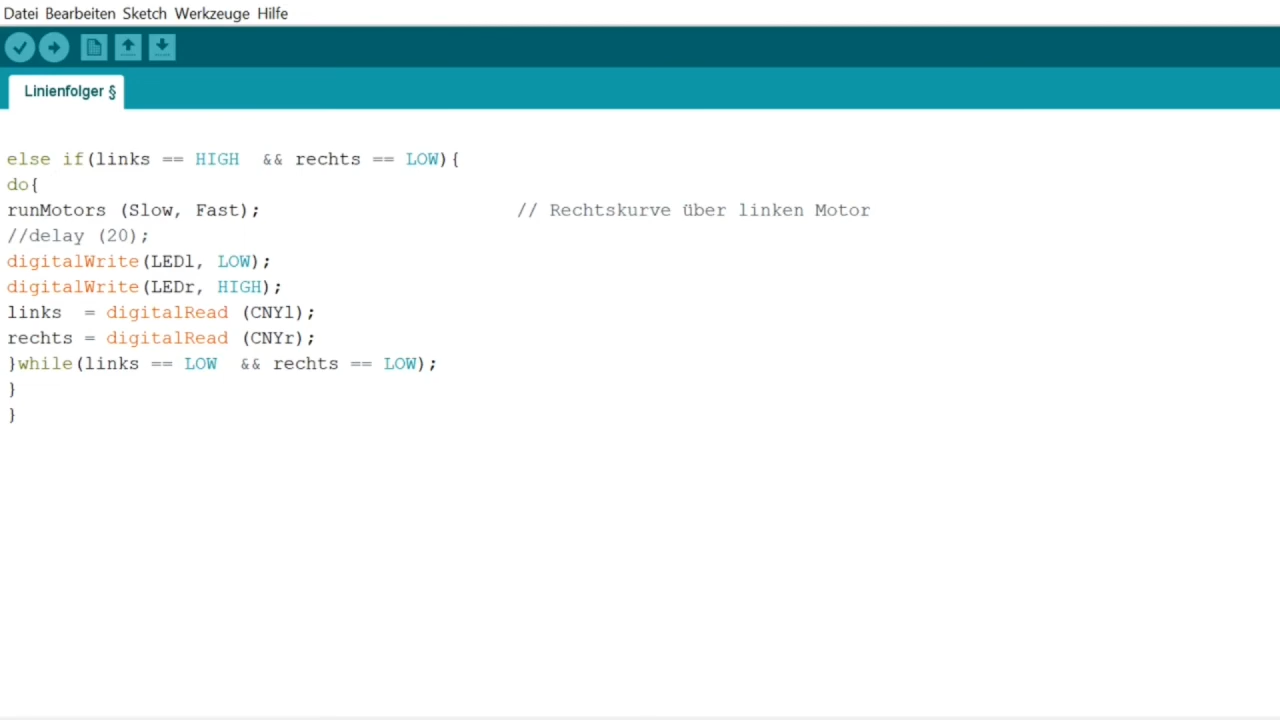 Datei Bearbeiten Sketch Werkzeuge Hilfe
Linienfolger §
else if(links == HIGH  && rechts == LOW){
do{
runMotors (Slow, Fast);                        // Rechtskurve über linken Motor
//delay (20);
digitalWrite(LEDl, LOW);
digitalWrite(LEDr, HIGH);
links  = digitalRead (CNYl);
rechts = digitalRead (CNYr);
}while(links == LOW  && rechts == LOW);
}
}